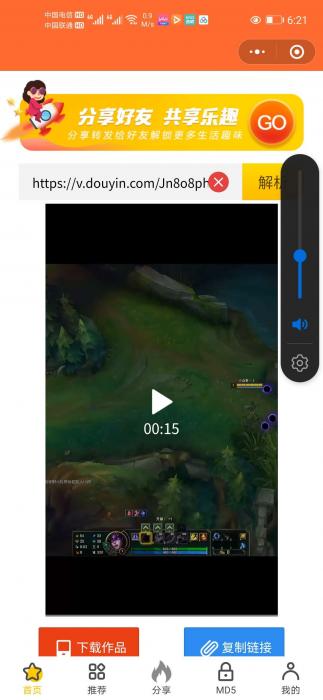 中国电信 HD 4G 4G 0.9 6:21
中国联通 HD M/s
分享好友 共享乐趣
GO
分享转发给好友解锁更多生活趣味
https://v.douyin.com/Jn8o8ph
解析
00:15
下载作品
复制链接
首页
推荐
分享
MD5
我的